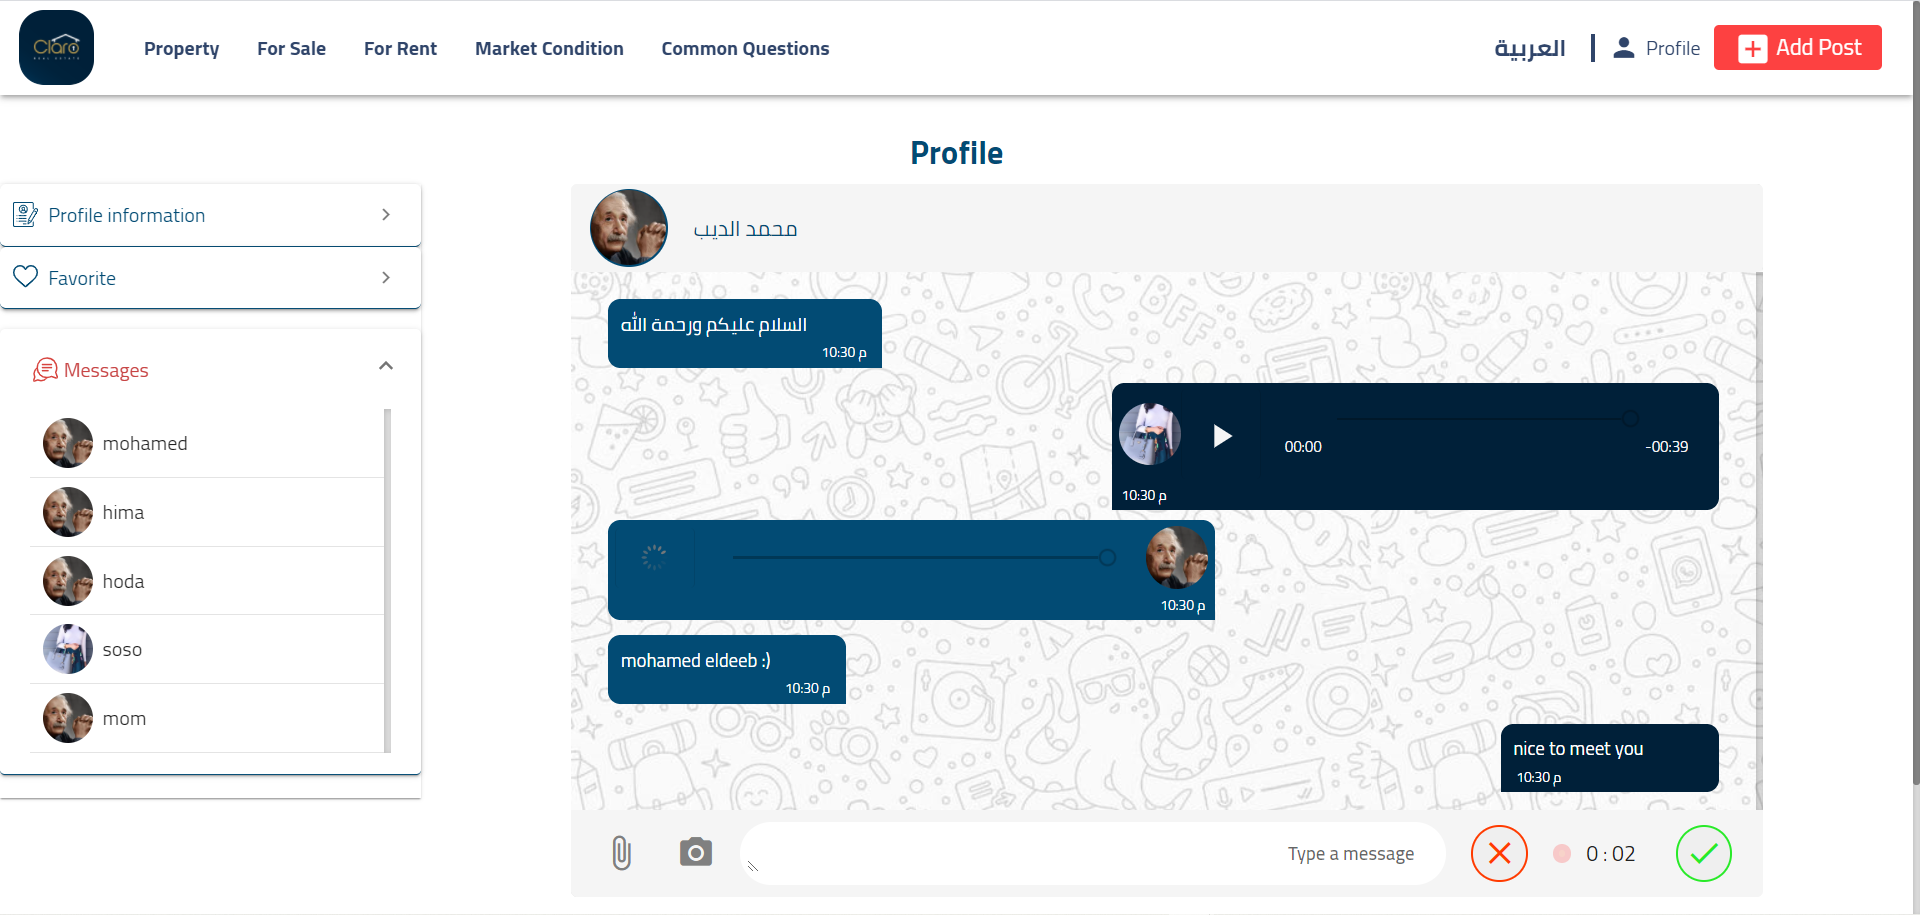 Claro
REAL ESTATE
Property
For Sale
For Rent
Market Condition
Common Questions
العربية
Profile
Add Post
Profile
Profile information
Favorite
Messages
mohamed
hima
hoda
soso
mom
محمد الديب
السلام عليكم ورحمة الله
10:30 م
00:00
-00:39
10:30 م
10:30 م
mohamed eldeeb :)
10:30 م
nice to meet you
10:30 م
Type a message
0 : 02